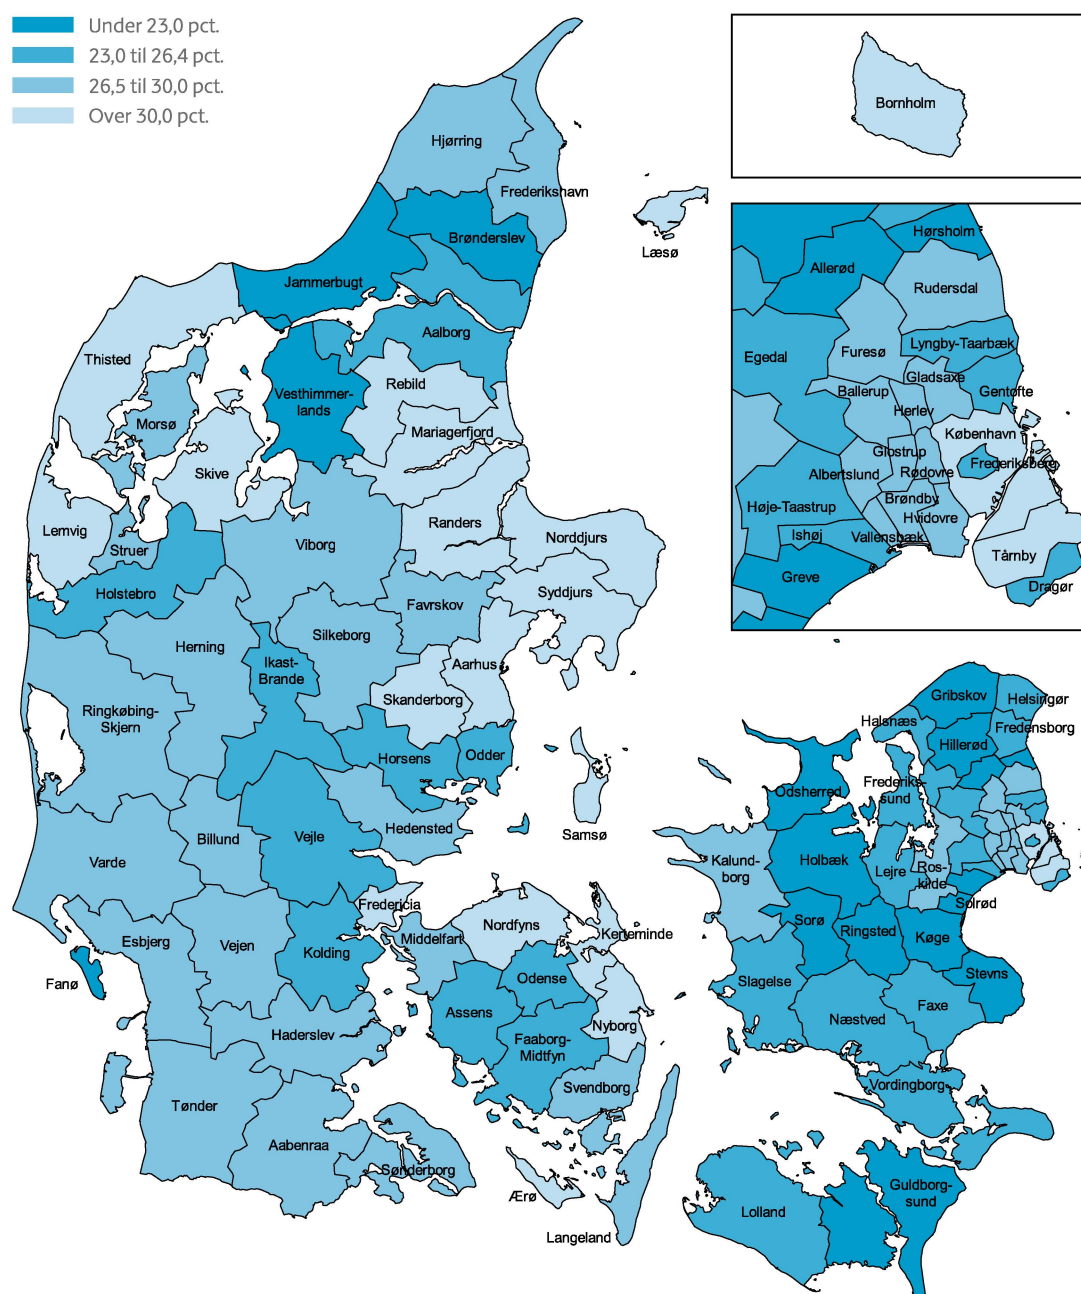 Under 23,0 pct.
23,0 til 26,4 pct.
26,5 til 30,0 pct.
Over 30,0 pct.
Bornholm
Hjørring
Frederikshavn
Brønderslev
Læsø
Jammerbugt
Aalborg
Thisted
Rebild
Vesthimmer-
lands
Morsø
Mariagerfjord
Skive
Lemvig
Randers
Struer
Viborg
Norddjurs
Holstebro
Syddjurs
Favrskov
Silkeborg
Herning
Ikast-
Brande
Aarhus
Skanderborg
Ringkøbing-
Skjern
Horsens
Odder
Hedensted
Samsø
Billund
Vejle
Varde
Fredericia
Nordfyns
Kerteminde
Middelfart
Esbjerg
Vejen
Kolding
Fanø
Odense
Assens
Nyborg
Haderslev
Faaborg-
Midtfyn
Svendborg
Tønder
Aabenraa
Sønderborg
Ærø
Langeland
Hørsholm
Allerød
Rudersdal
Lyngby-Taarbæk
Furesø
Egedal
Gladsaxe
Ballerup
Gentofte
Herlev
København
Glostrup
Frederiksberg
Albertslund
Rødovre
Brøndby
Høje-Taastrup
Hvidovre
Ishøj
Vallensbæk
Tårnby
Greve
Dragør
Gribskov
Helsingør
Halsnæs
Fredensborg
Hillerød
Odsherred
Frederiks-
sund
Kalund-
borg
Holbæk
Lejre
Ros-
kilde
Solrød
Sorø
Ringsted
Køge
Stevns
Slagelse
Faxe
Næstved
Vordingborg
Guldborg-
sund
Lolland